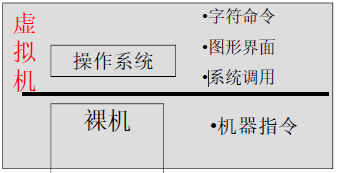 虚拟机
操作系统
•字符命令
•图形界面
•系统调用
裸机
•机器指令